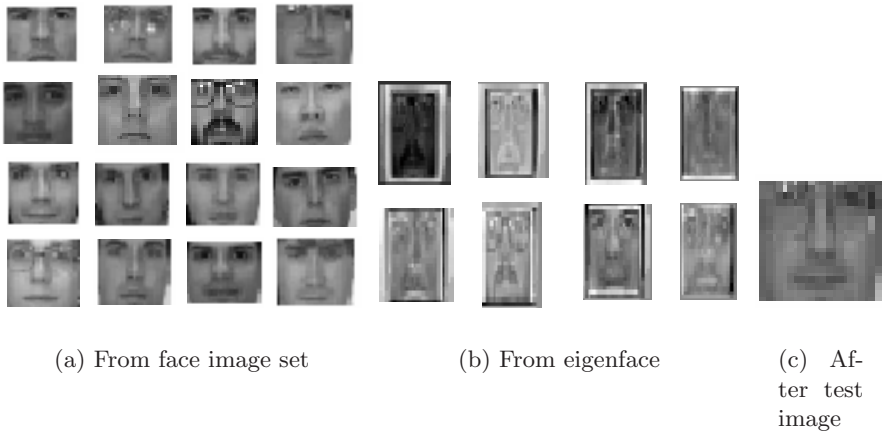 (a) From face image set
(b) From eigenface
(c) Af-
ter test
image